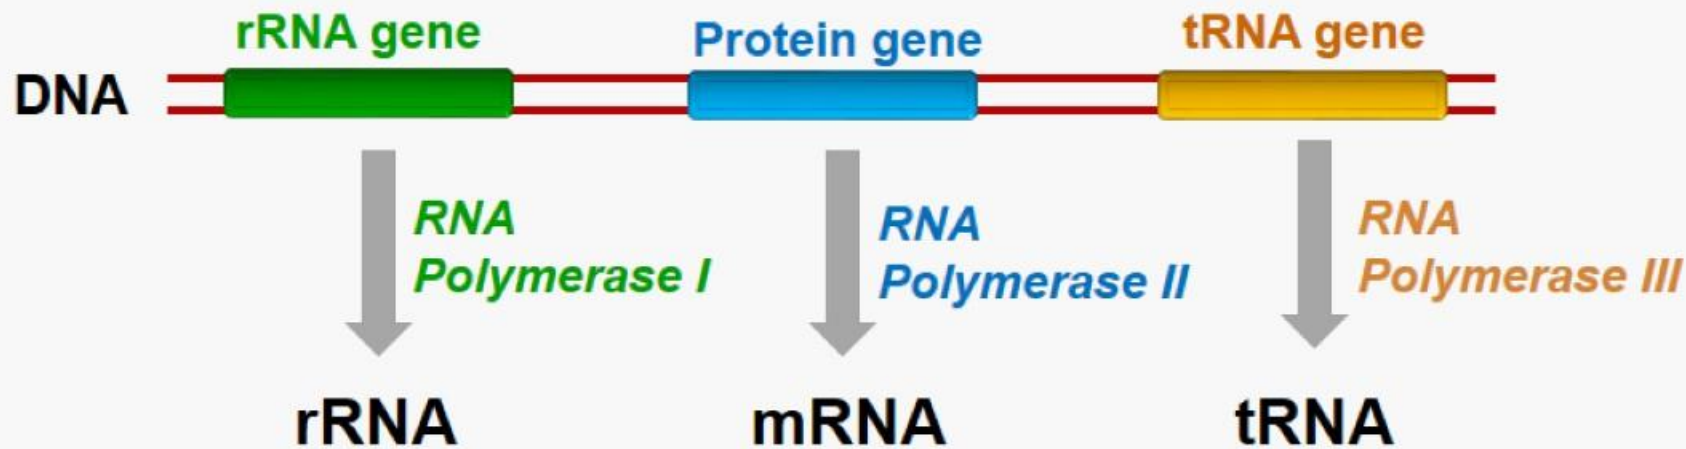 rRNA gene
Protein gene
tRNA gene
DNA
RNA
Polymerase I
RNA
Polymerase II
RNA
Polymerase III
rRNA
mRNA
tRNA